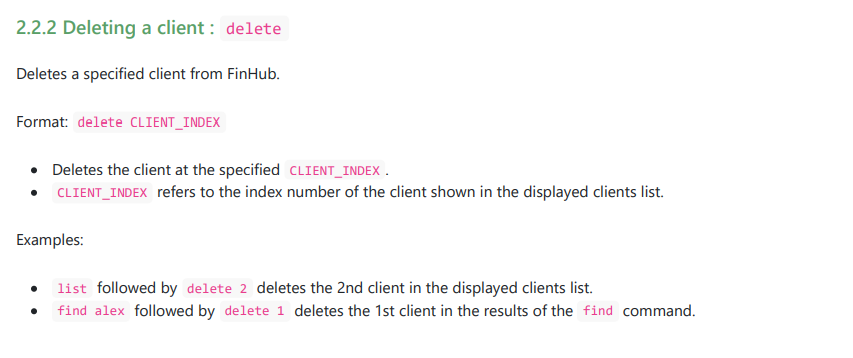 2.2.2 Deleting a client : delete
Deletes a specified client from FinHub.
Format: delete CLIENT_INDEX
• Deletes the client at the specified CLIENT_INDEX .
• CLIENT_INDEX refers to the index number of the client shown in the displayed clients list.
Examples:
• list followed by delete 2 deletes the 2nd client in the displayed clients list.
• find alex followed by delete 1 deletes the 1st client in the results of the find command.